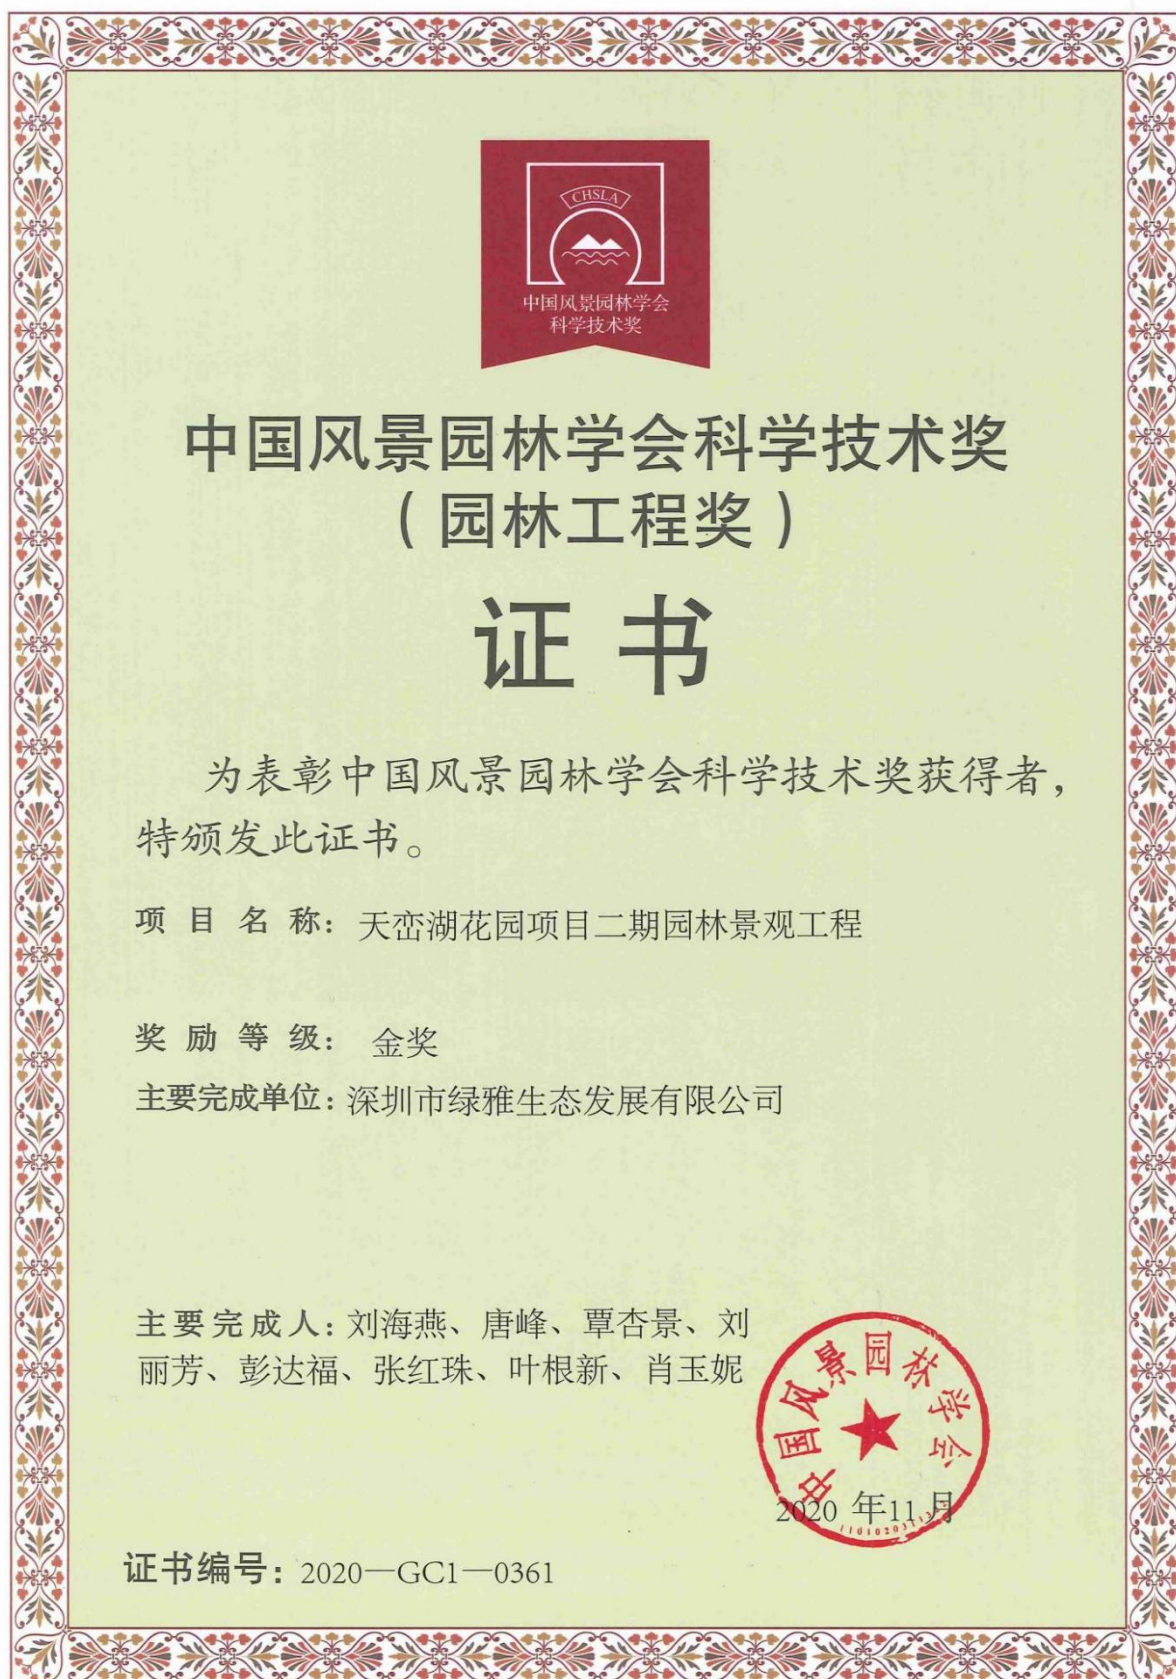 CHSLA
中国风景园林学会
科学技术奖
中国风景园林学会科学技术奖
（园林工程奖）
证书
为表彰中国风景园林学会科学技术奖获得者，
特颁发此证书。
项目名称：天峦湖花园项目二期园林景观工程
奖励等级：金奖
主要完成单位：深圳市绿雅生态发展有限公司
主要完成人：刘海燕、唐峰、覃杏景、刘
丽芳、彭达福、张红珠、叶根新、肖玉妮
中国风景园林学会
2020 年11月
证书编号：2020—GC1—0361